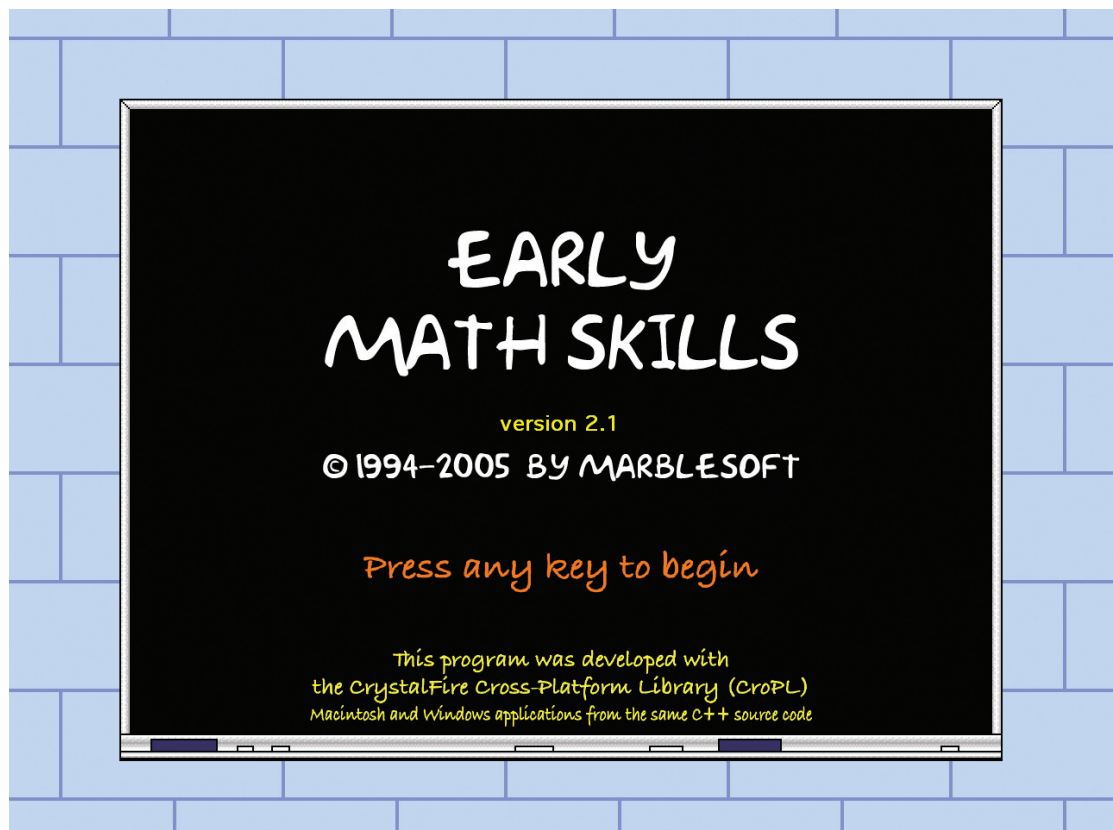 EARLY
MATH SKILLS
version 2.1
© 1994-2005 BY MARBLESOFT
Press any key to begin
This program was developed with
the CrystalFire Cross-Platform Library (CroPL)
Macintosh and Windows applications from the same C++ source code